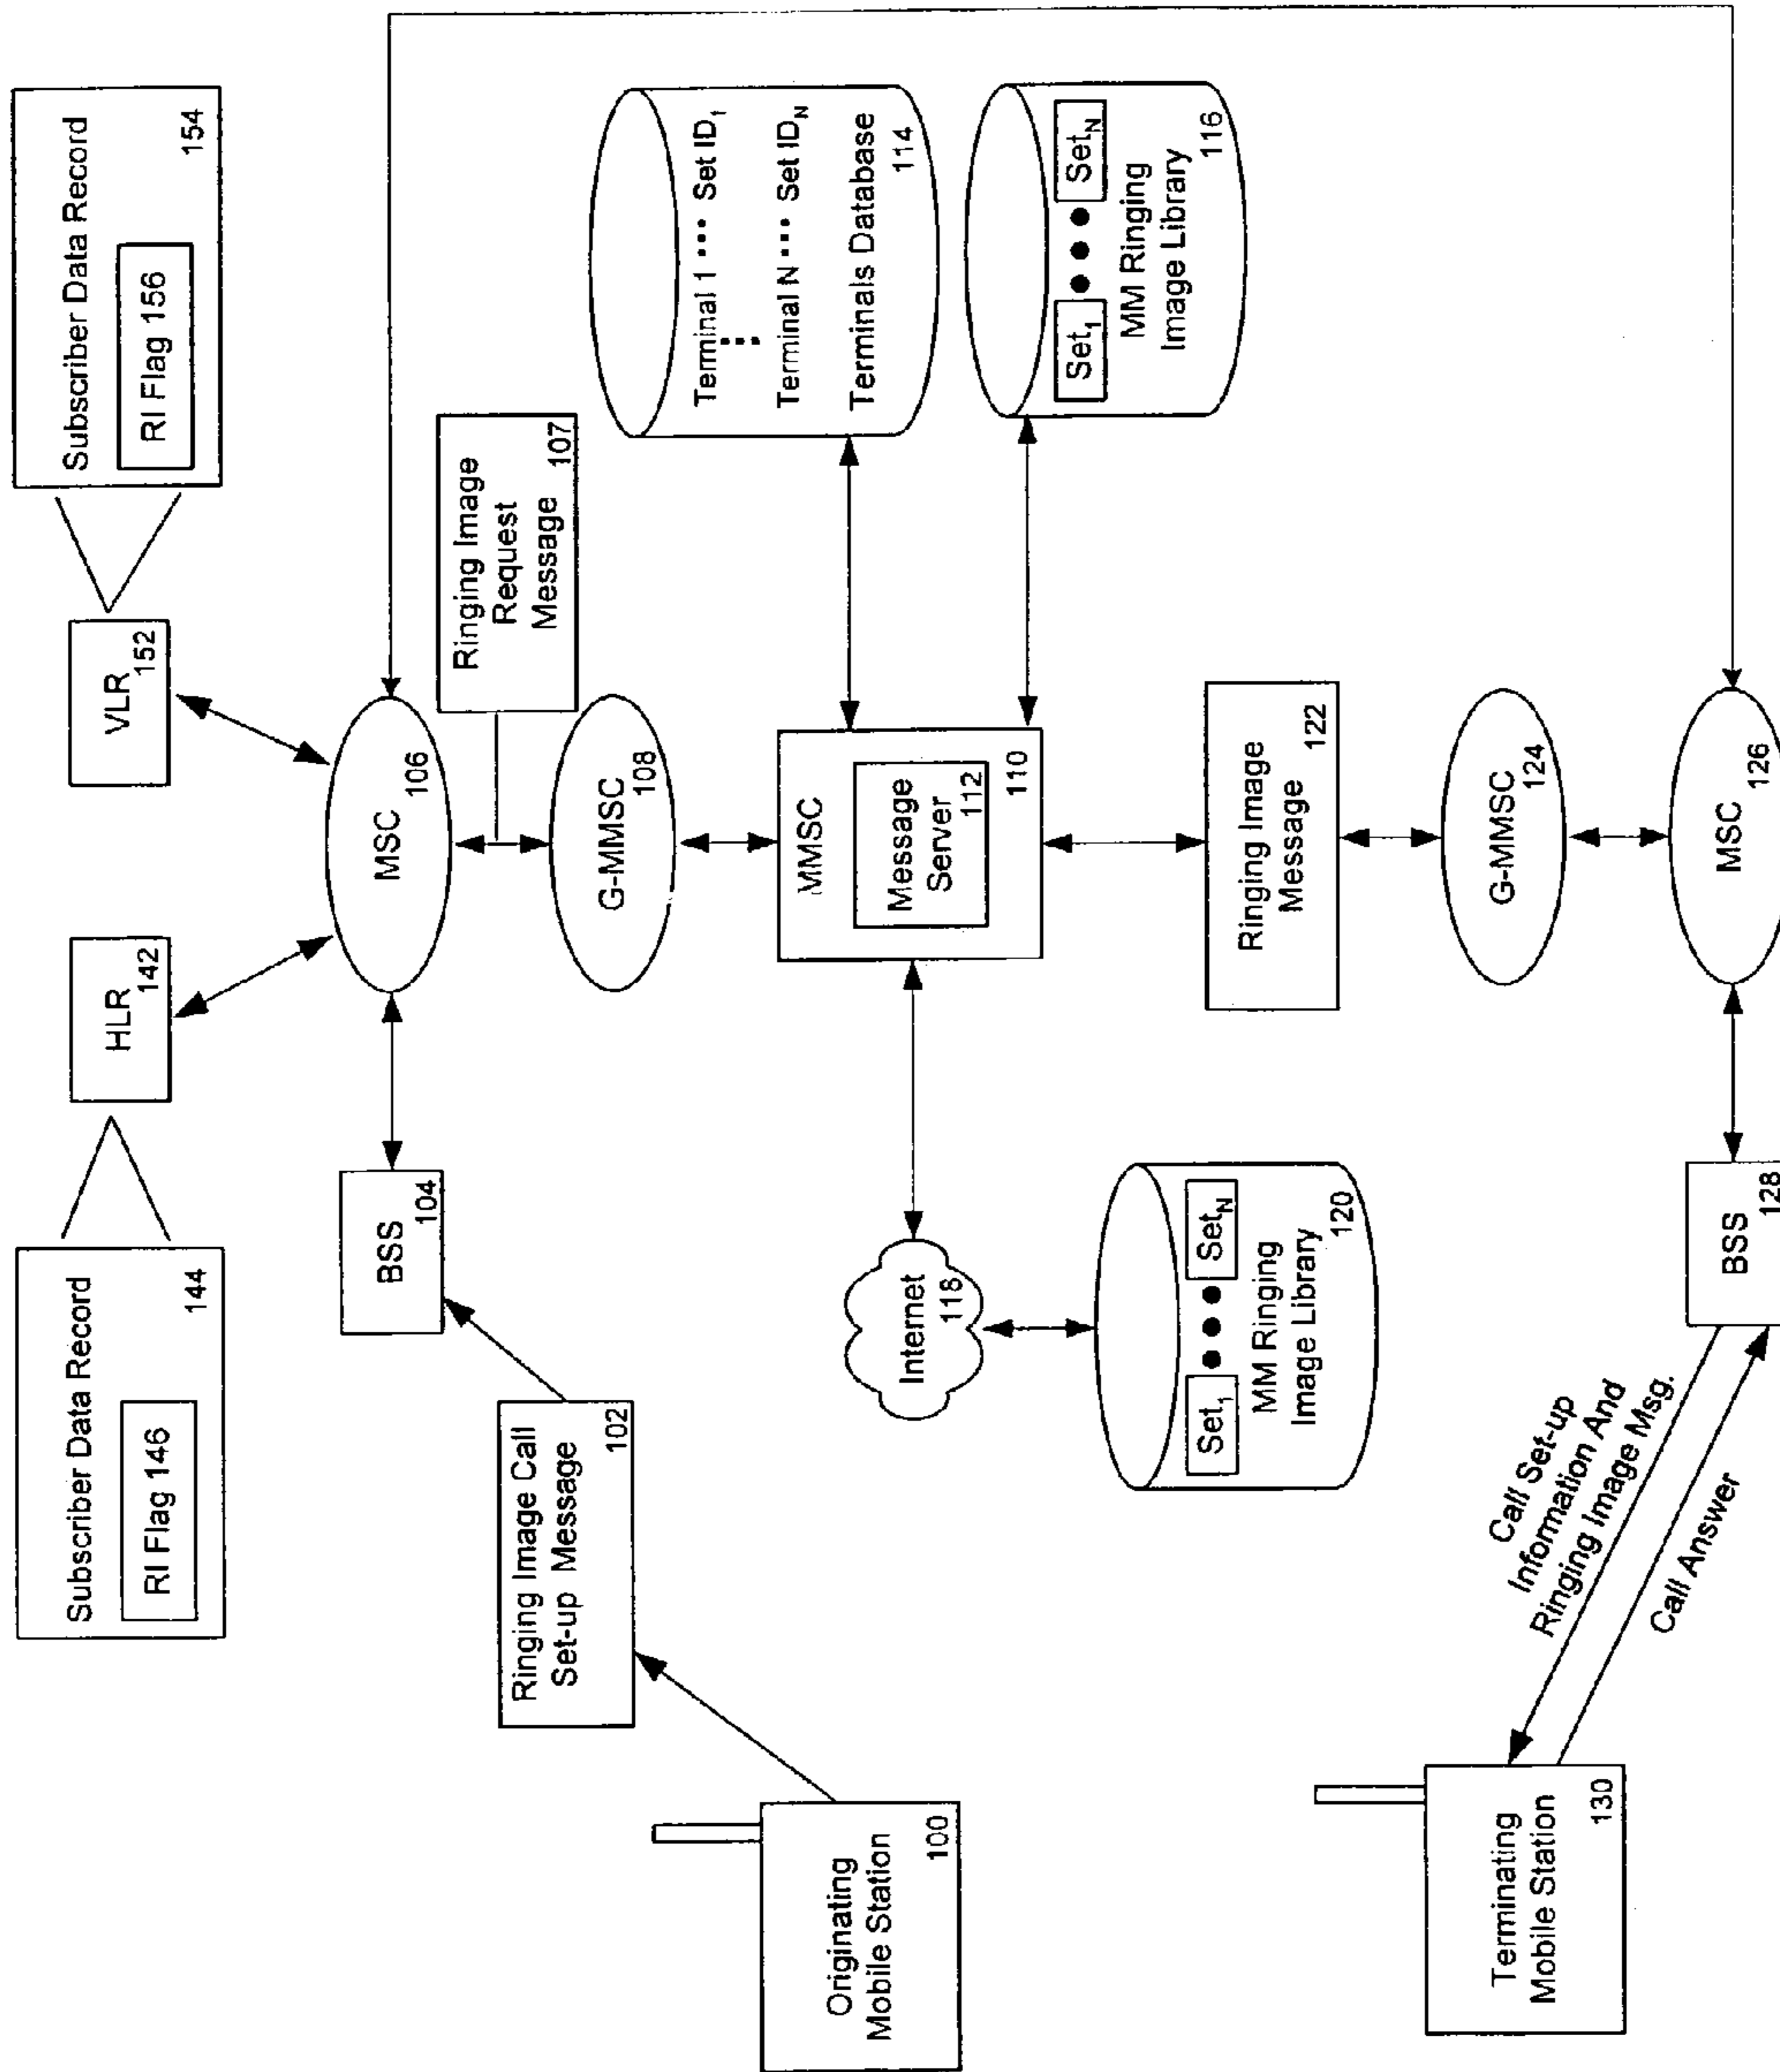 Subscriber Data Record
RI Flag 146
144
HLR
142
VLR
152
Subscriber Data Record
RI Flag 156
154
Originating
Mobile Station
100
Ringing Image Call
Set-up Message
102
BSS
104
MSC
106
Ringing Image
Request
Message
107
G-MMSC
108
MMSC
Message
Server
112
110
Terminal 1 ••• Set ID1
⋮
Terminal N ••• Set IDN
Terminals Database
114
Set1 ● ● ● SetN
MM Ringing
Image Library
116
Internet
118
Set1 ● ● ● SetN
MM Ringing
Image Library
120
Ringing Image
Message
122
G-MMSC
124
MSC
126
BSS
128
Call Set-up
Information And
Ringing Image Msg.
Call Answer
Terminating
Mobile Station
130